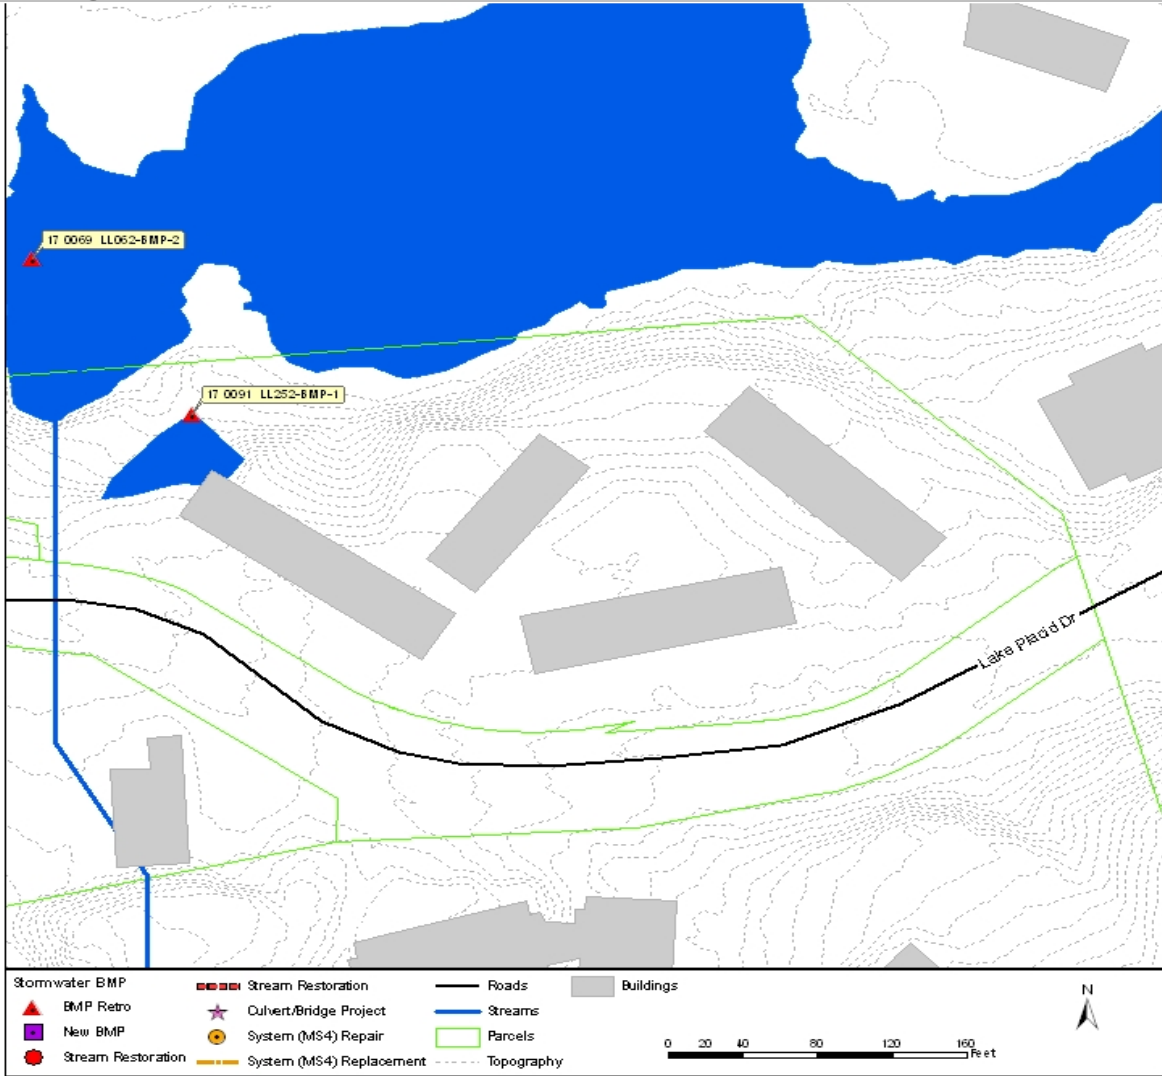 17 0069 LL062-BMP-2
17 0091 LL252-BMP-1
Lake Placid Dr
Stormwater BMP
BMP Retro
New BMP
Stream Restoration
Stream Restoration
Culvert/Bridge Project
System (MS4) Repair
System (MS4) Replacement
Roads
Streams
Parcels
Topography
Buildings
N
0 20 40 80 120 160
Feet